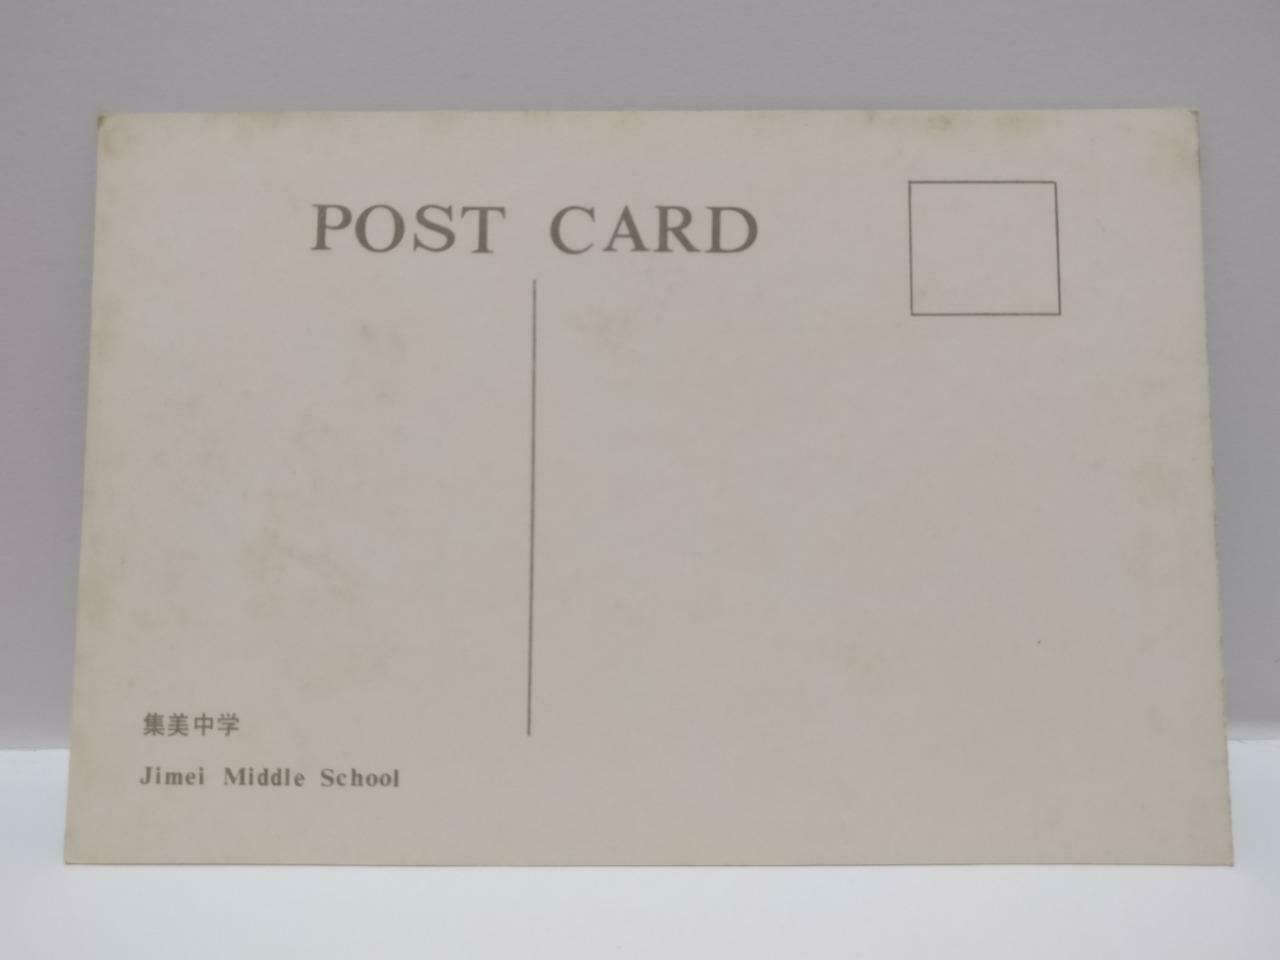 POST CARD
集美中学
Jimei Middle School